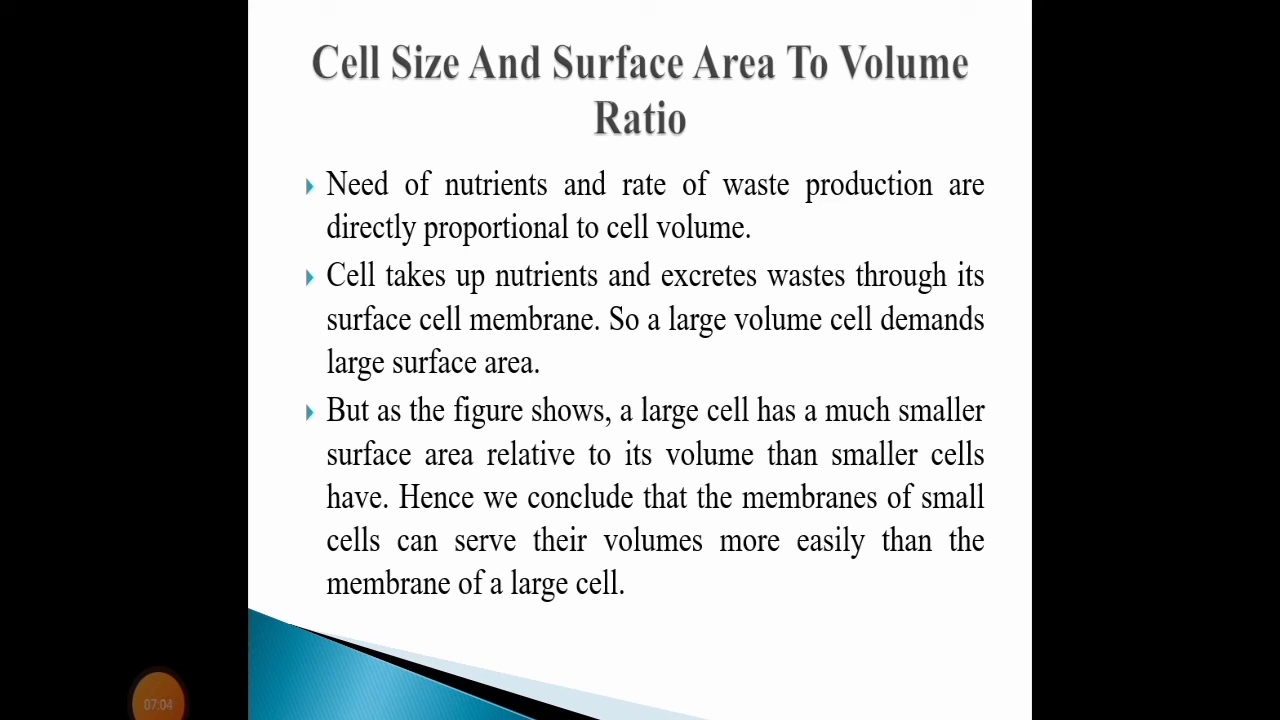 Cell Size And Surface Area To Volume
Ratio
Need of nutrients and rate of waste production are
directly proportional to cell volume.
Cell takes up nutrients and excretes wastes through its
surface cell membrane. So a large volume cell demands
large surface area.
But as the figure shows, a large cell has a much smaller
surface area relative to its volume than smaller cells
have. Hence we conclude that the membranes of small
cells can serve their volumes more easily than the
membrane of a large cell.
07:04